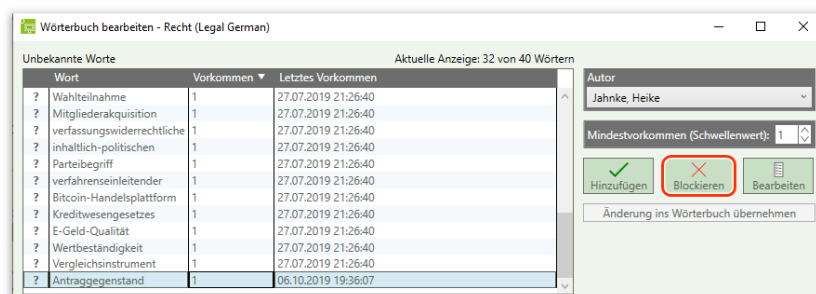 Wörterbuch bearbeiten - Recht (Legal German)
Unbekannte Worte Aktuelle Anzeige: 32 von 40 Wörtern
Wort Vorkommen ▼ Letztes Vorkommen
? Wahlteilnahme 1 27.07.2019 21:26:40
? Mitgliederakquisition 1 27.07.2019 21:26:40
? verfassungswiderrechtliche 1 27.07.2019 21:26:40
? inhaltlich-politischen 1 27.07.2019 21:26:40
? Parteibegriff 1 27.07.2019 21:26:40
? verfahrenseinleitender 1 27.07.2019 21:26:40
? Bitcoin-Handelsplattform 1 27.07.2019 21:26:40
? Kreditwesengesetzes 1 27.07.2019 21:26:40
? E-Geld-Qualität 1 27.07.2019 21:26:40
? Wertbeständigkeit 1 27.07.2019 21:26:40
? Vergleichsinstrument 1 27.07.2019 21:26:40
? Antraggegenstand 1 06.10.2019 19:36:07
Autor
Jahnke, Heike
Mindestvorkommen (Schwellenwert): 1
Hinzufügen Blockieren Bearbeiten
Änderung ins Wörterbuch übernehmen